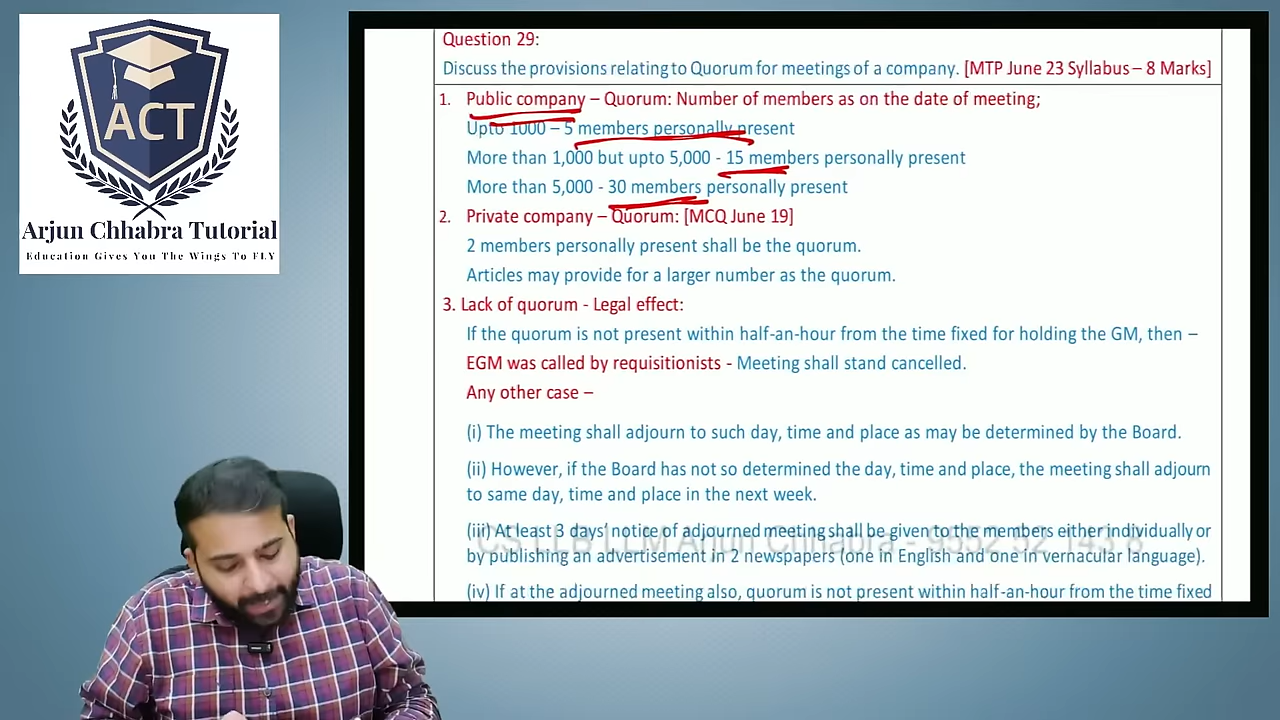 ACT
Arjun Chhabra Tutorial
Education Gives You The Wings To FLY
Question 29:
Discuss the provisions relating to Quorum for meetings of a company. [MTP June 23 Syllabus – 8 Marks]
1. Public company – Quorum: Number of members as on the date of meeting;
Upto 1000 – 5 members personally present
More than 1,000 but upto 5,000 - 15 members personally present
More than 5,000 - 30 members personally present
2. Private company – Quorum: [MCQ June 19]
2 members personally present shall be the quorum.
Articles may provide for a larger number as the quorum.
3. Lack of quorum - Legal effect:
If the quorum is not present within half-an-hour from the time fixed for holding the GM, then –
EGM was called by requisitionists - Meeting shall stand cancelled.
Any other case –
(i) The meeting shall adjourn to such day, time and place as may be determined by the Board.
(ii) However, if the Board has not so determined the day, time and place, the meeting shall adjourn
to same day, time and place in the next week.
(iii) At least 3 days' notice of adjourned meeting shall be given to the members either individually or
CS LLB LLM Arjun Chhabra - 9552 52 143 8
by publishing an advertisement in 2 newspapers (one in English and one in vernacular language).
(iv) If at the adjourned meeting also, quorum is not present within half-an-hour from the time fixed